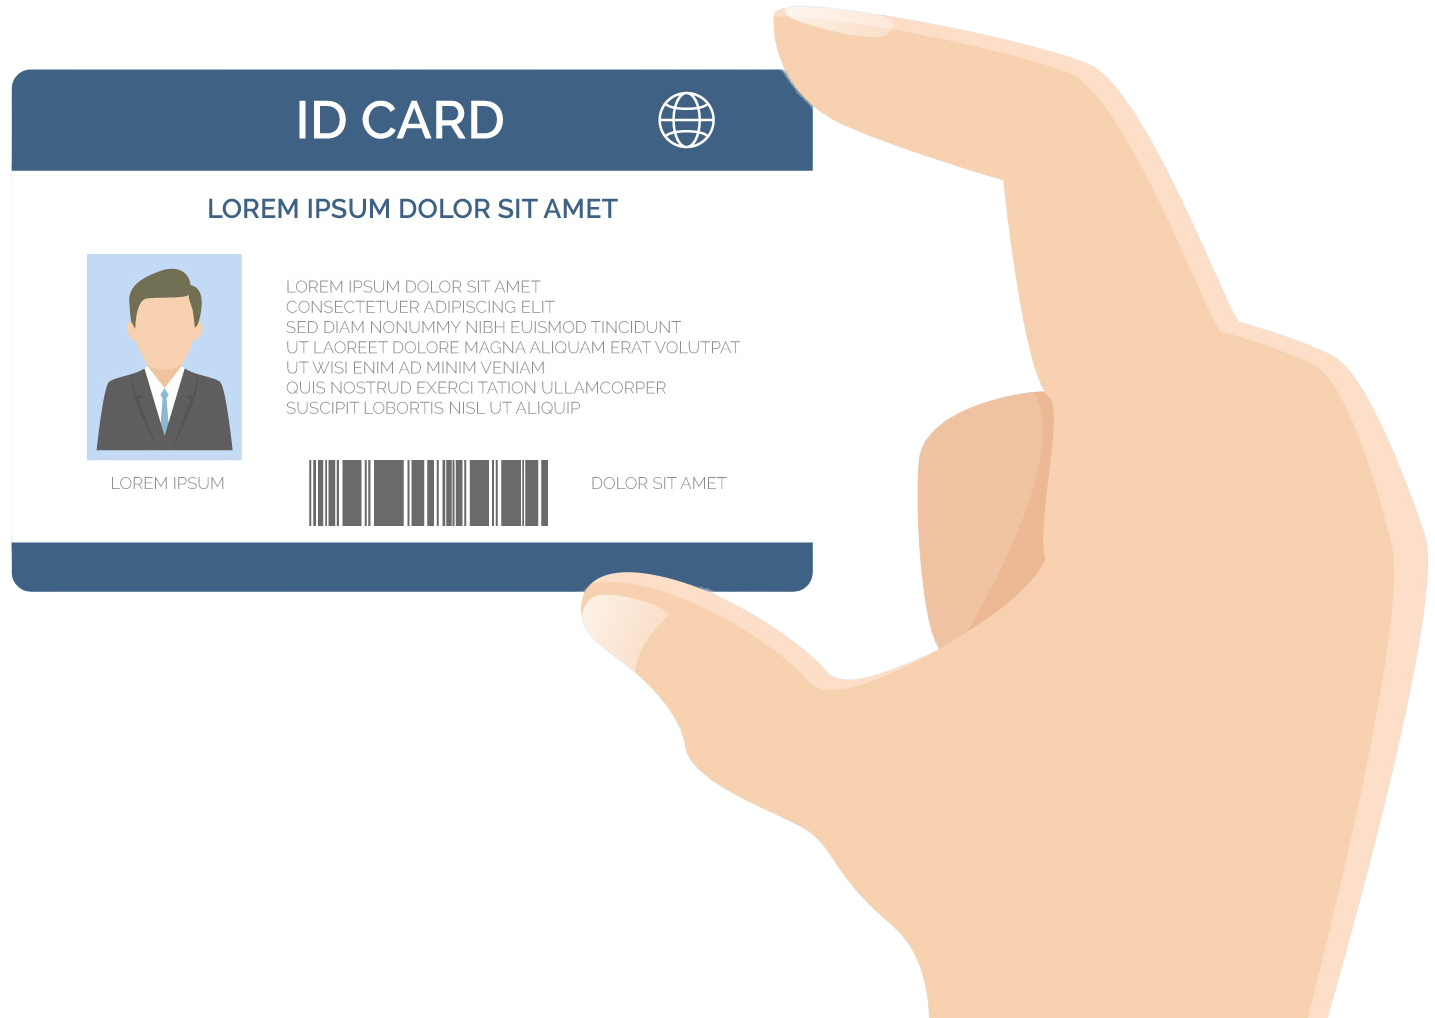 ID CARD
LOREM IPSUM DOLOR SIT AMET
LOREM IPSUM DOLOR SIT AMET
CONSECTETUER ADIPISCING ELIT
SED DIAM NONUMMY NIBH EUISMOD TINCIDUNT
UT LAOREET DOLORE MAGNA ALIQUAM ERAT VOLUTPAT
UT WISI ENIM AD MINIM VENIAM
QUIS NOSTRUD EXERCI TATION ULLAMCORPER
SUSCIPIT LOBORTIS NISL UT ALIQUIP
LOREM IPSUM
DOLOR SIT AMET